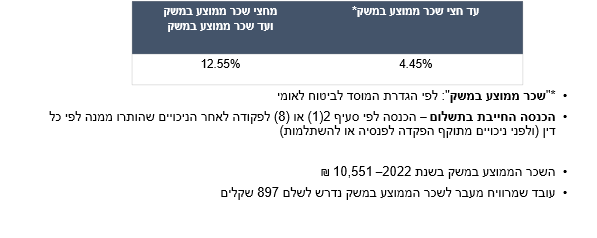 עד חצי שכר ממוצע במשק*
מחצי שכר ממוצע במשק
ועד שכר ממוצע במשק
4.45%
12.55%
• *"שכר ממוצע במשק": לפי הגדרת המוסד לביטוח לאומי
• הכנסה החייבת בתשלום – הכנסה לפי סעיף 2(1) או (8) לפקודה לאחר הניכויים שהותרו ממנה לפי כל
דין (ולפני ניכויים מתוקף הפקדה לפנסיה או להשתלמות)
• השכר הממוצע במשק בשנת 2022– 10,551 ₪
• עובד שמרוויח מעבר לשכר הממוצע במשק נדרש לשלם 897 שקלים